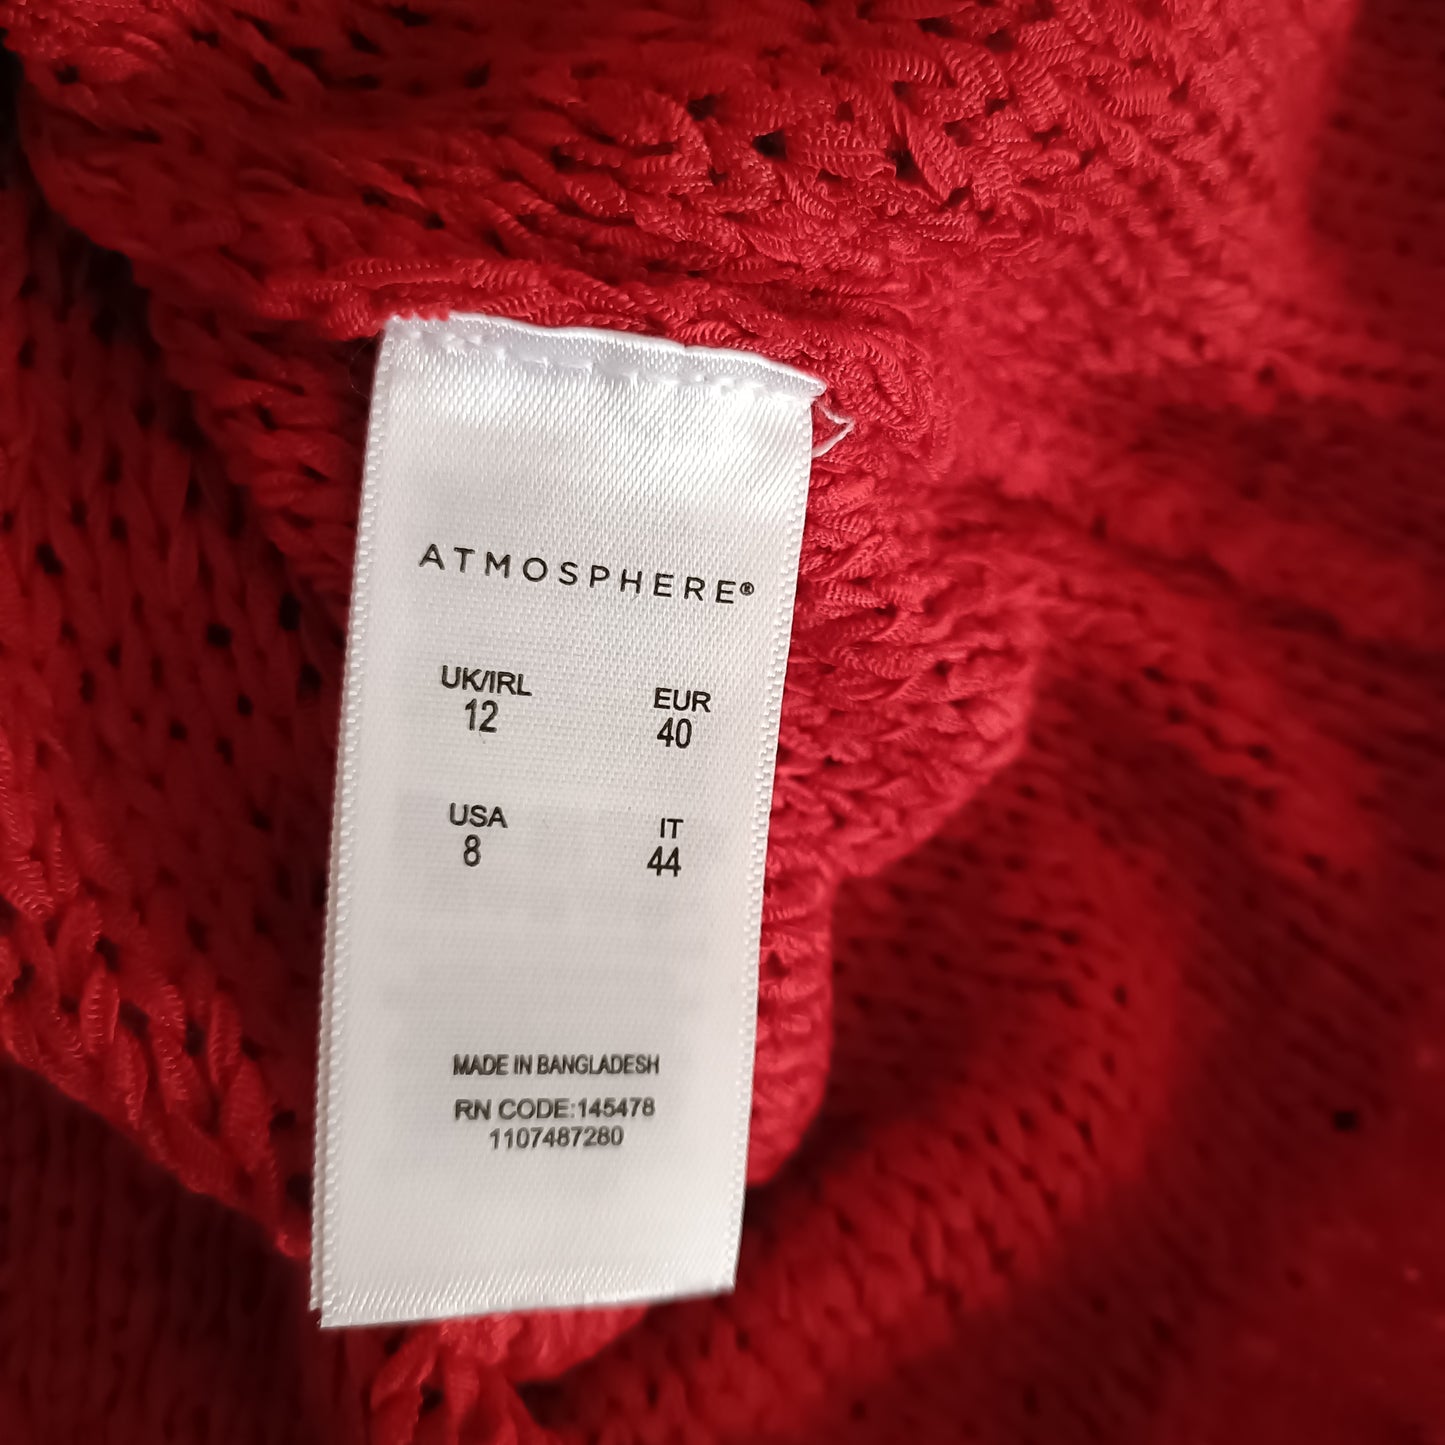 ATMOSPHERE®
UK/IRL EUR
12 40
USA IT
8 44
MADE IN BANGLADESH
RN CODE:145478
1107487280